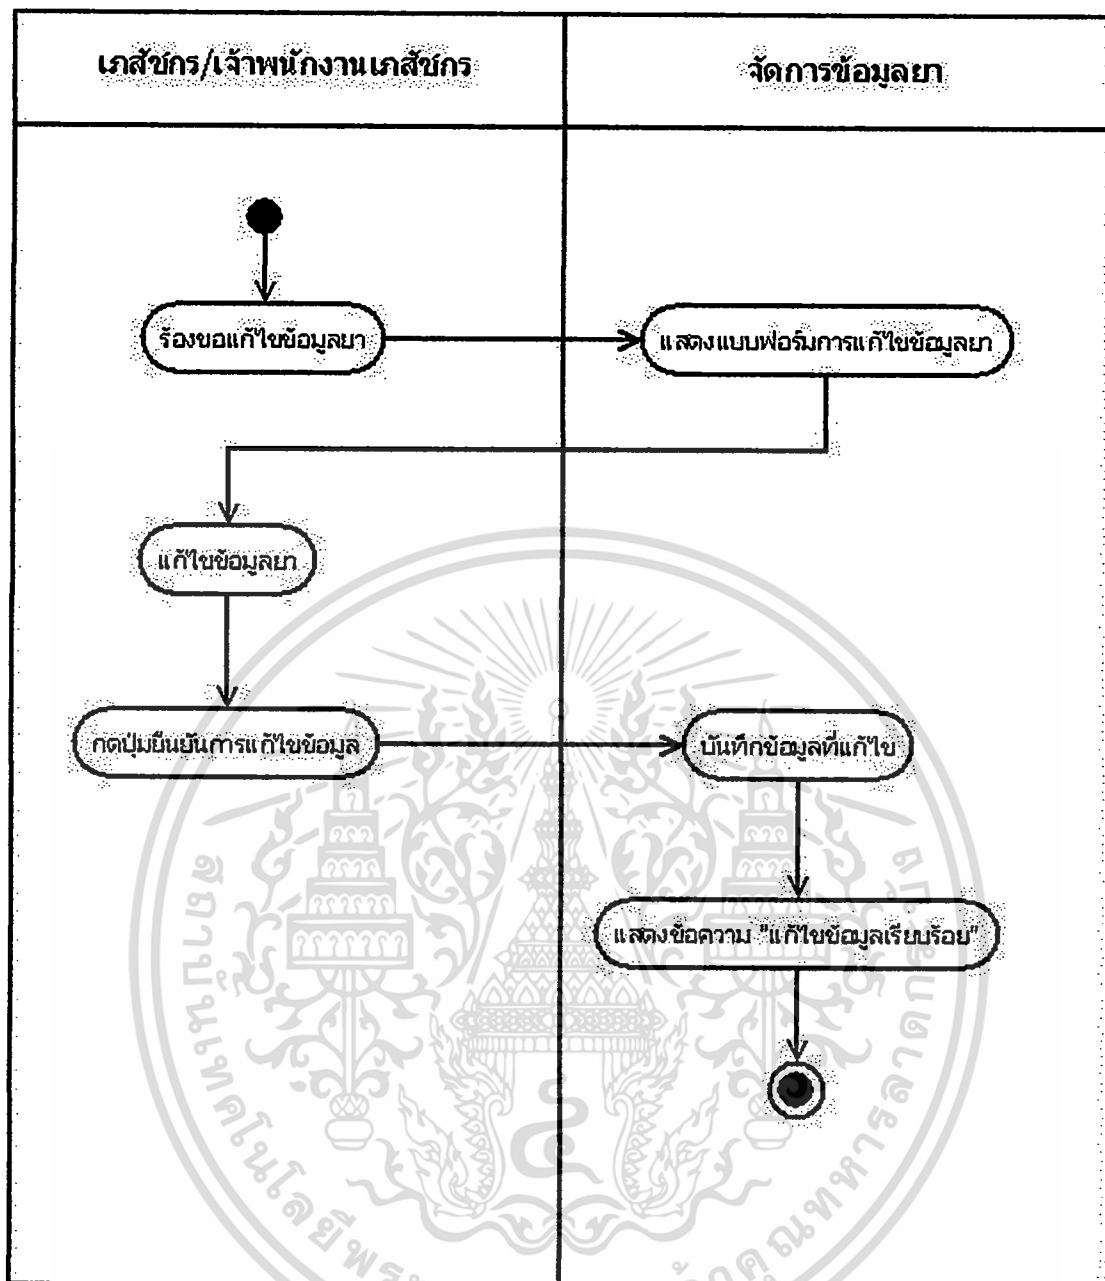 เภสัชกร/เจ้าพนักงานเภสัชกร
จัดการข้อมูลยา
ร้องขอแก้ไขข้อมูลยา
แสดงแบบฟอร์มการแก้ไขข้อมูลยา
แก้ไขข้อมูลยา
กดปุ่มยืนยันการแก้ไขข้อมูล
บันทึกข้อมูลที่แก้ไข
แสดงข้อความ "แก้ไขข้อมูลเรียบร้อย"